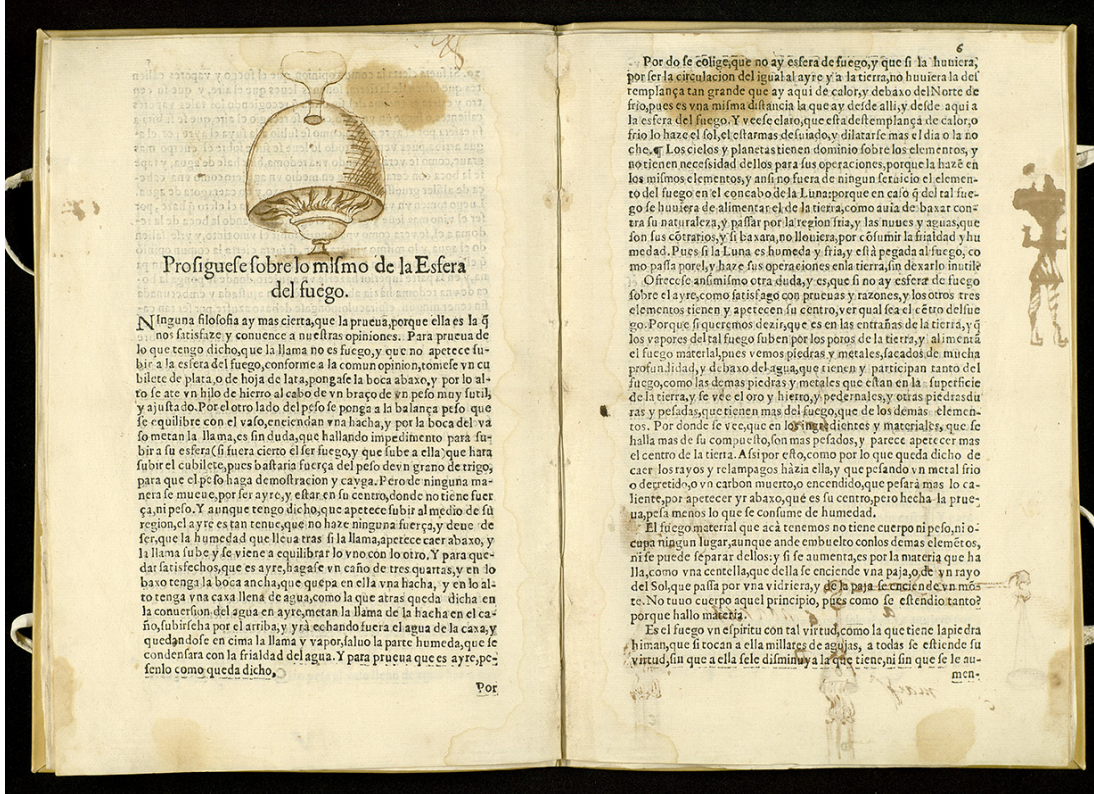 Prosiguese sobre lo mismo de la Esfera
del fuego.
NInguna filosofia ay mas cierta, que la prueua, porque ella es la q̃
nos satisfaze y conuence a nuestras opiniones. Para prueua de
lo que tengo dicho, que la llama no es fuego, y que no apetece su-
bir a la esfera del fuego, conforme a la comun opinion, tomese vn cu
bilete de plata, o de hoja de lata, pongase la boca abaxo, y por lo al-
to se ate vn hilo de hierro al cabo de vn braço de vn peso muy sutil,
y ajustado. Por el otro lado del peso se ponga a la balança peso que
se equilibre con el vaso, enciendan vna hacha, y por la boca del va
so metan la llama, es sin duda, que hallando impedimento para su-
bir a su esfera (si fuera cierto el ser fuego, y que sube a ella) que hara
subir el cubilete, pues bastaria fuerça del peso de vn grano de trigo,
para que el peso haga demostracion y cayga. Pero de ninguna ma-
nera se mueue, por ser ayre, y estar en su centro, donde no tiene fuer
ça, ni peso. Y aunque tengo dicho, que apetece subir al medio de su
region, el ayre es tan tenue, que no haze ninguna fuerça, y deue de
ser, que la humedad que lleua tras si la llama, apetece caer abaxo, y
la llama sube y se viene a equilibrar lo vno con lo otro. Y para que-
dar satisfechos, que es ayre, hagase vn caño de tres quartas, y en lo
baxo tenga la boca ancha, que quepa en ella vna hacha, y en lo al-
to tenga vna caxa llena de agua, como la que atras queda dicha en
la conuersion del agua en ayre, metan la llama de la hacha en el ca-
ño, subirseha por el arriba, y yrà echando fuera el agua de la caxa, y
quedandose en cima la llama y vapor, saluo la parte humeda, que se
condensara con la frialdad del agua. Y para prueua que es ayre, pe-
senlo como queda dicho,
Por
6
Por do se colige, que no ay esfera de fuego, y que si la huuiera,
por ser la circulacion del igual al ayre y a la tierra, no huuiera la des
templança tan grande que ay aqui de calor, y debaxo del Norte de
frio, pues es vna misma distancia la que ay desde alli, y desde aqui a
la esfera del fuego. Y veese claro, que esta destemplança de calor, o
frio lo haze el sol, el estar mas desuiado, y dilatarse mas el dia o la no
che. ¶ Los cielos y planetas tienen dominio sobre los elementos, y
no tienen necessidad dellos para sus operaciones, porque la hazẽ en
los mismos elementos, y ansi no fuera de ningun seruicio el elemen-
to del fuego en el concabo de la Luna: porque en caso q̃ del tal fue-
go se huuiera de alimentar el de la tierra, como auia de baxar con-
tra su naturaleza, y passar por la region fria, y las nuues y aguas, que
son sus cõtrarios, y si baxara, no llouiera, por cõsumir la frialdad y hu
medad. Pues si la Luna es humeda y fria, y està pegada al fuego, co
mo passa por el, y haze sus operaciones en la tierra, sin dexarlo inutil?
Ofrecese ansimismo otra duda, y es, que si no ay esfera de fuego
sobre el ayre, como satisfago con prueuas y razones, y los otros tres
elementos tienen y apetecen su centro, ver qual sea el cẽtro del fue
go. Porque si queremos dezir, que es en las entrañas de la tierra, y q̃
los vapores del tal fuego suben por los poros de la tierra, y alimentã
el fuego material, pues vemos piedras y metales, sacados de mucha
profundidad, y debaxo del agua, que tienen y participan tanto del
fuego, como las demas piedras y metales que estan en la superficie
de la tierra, y se vee el oro y hierro, y pedernales, y otras piedras du
ras y pesadas, que tienen mas del fuego, que de los demas elemen-
tos. Por donde se vee, que en los ingredientes y materiales, que se
halla mas de su compuesto, son mas pesados, y parece apetecer mas
el centro de la tierra. Assi por esto, como por lo que queda dicho de
caer los rayos y relampagos hàzia ella, y que pesando vn metal frio
o derretido, o vn carbon muerto, o encendido, que pesarà mas lo ca-
liente, por apetecer yr abaxo, que es su centro, pero hecha la prue-
ua, pesa menos lo que se consume de humedad.
El fuego material que acà tenemos no tiene cuerpo ni peso, ni o-
cupa ningun lugar, aunque ande embuelto con los demas elemẽtos,
ni se puede separar dellos: y si se aumenta, es por la materia que ha
lla, como vna centella, que della se enciende vna paja, o de vn rayo
del Sol, que passa por vna vidriera, y de la paja se enciende vn mõ-
te. No tuuo cuerpo aquel principio, pues como se estendio tanto?
porque hallo materia.
Es el fuego vn espiritu con tal virtud, como la que tiene la piedra
himan, que si tocan a ella millares de agujas, a todas se estiende su
virtud, sin que a ella se le disminuya la que tiene, ni sin que se le au-
men-